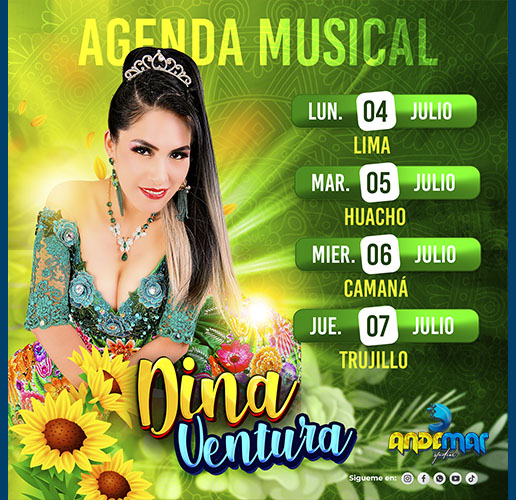 AGENDA MUSICAL
LUN. 04 JULIO
LIMA
MAR. 05 JULIO
HUACHO
MIER. 06 JULIO
CAMANÁ
JUE. 07 JULIO
TRUJILLO
Dina
Ventura
ANDRMAR
Sígueme en: